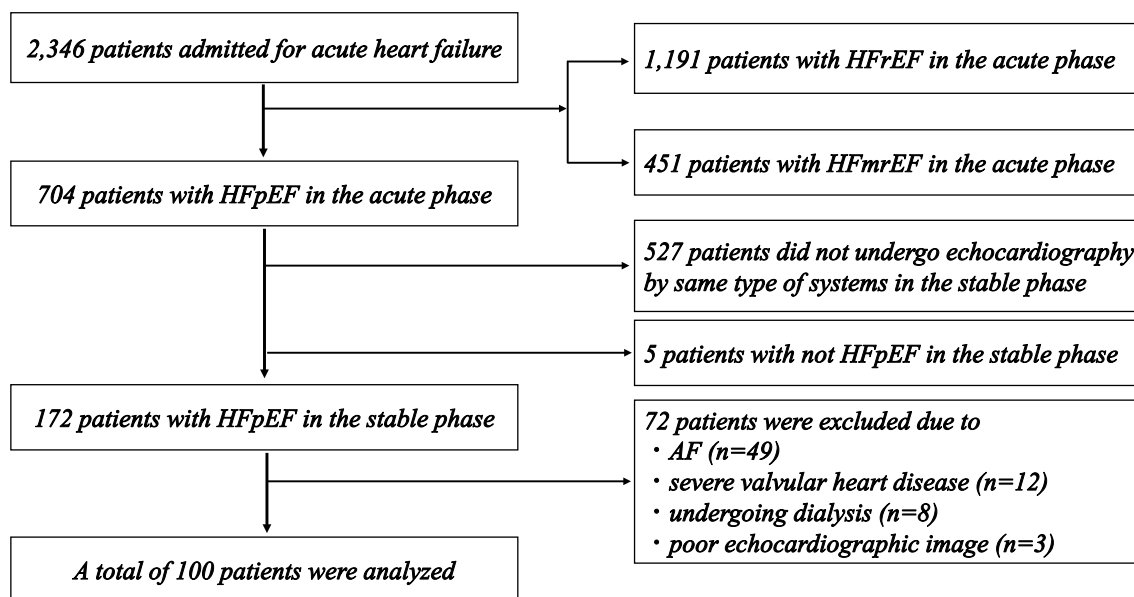 2,346 patients admitted for acute heart failure
1,191 patients with HFrEF in the acute phase
451 patients with HFmrEF in the acute phase
704 patients with HFpEF in the acute phase
527 patients did not undergo echocardiography
by same type of systems in the stable phase
5 patients with not HFpEF in the stable phase
172 patients with HFpEF in the stable phase
72 patients were excluded due to
・AF (n=49)
・severe valvular heart disease (n=12)
・undergoing dialysis (n=8)
・poor echocardiographic image (n=3)
A total of 100 patients were analyzed